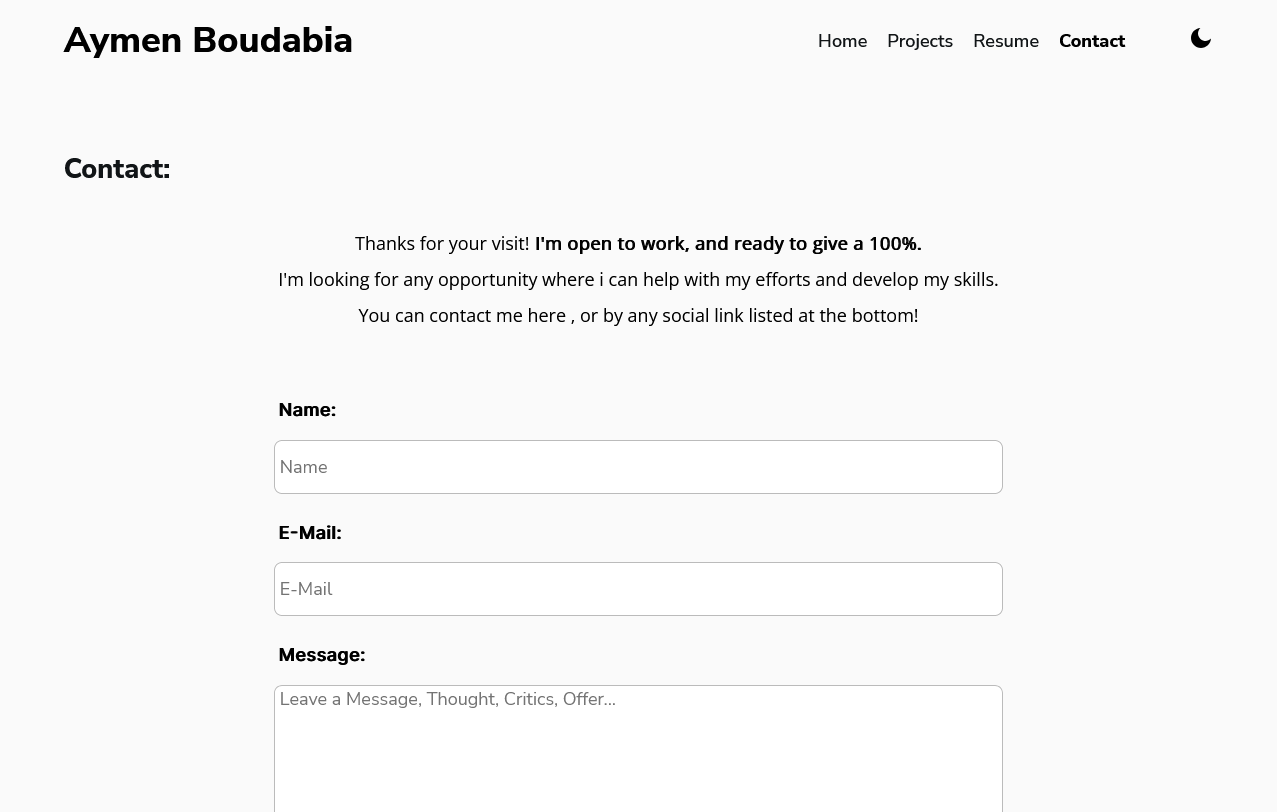 Aymen Boudabia
Home Projects Resume Contact
Contact:
Thanks for your visit! I'm open to work, and ready to give a 100%.
I'm looking for any opportunity where i can help with my efforts and develop my skills.
You can contact me here , or by any social link listed at the bottom!
Name:
Name
E-Mail:
E-Mail
Message:
Leave a Message, Thought, Critics, Offer...